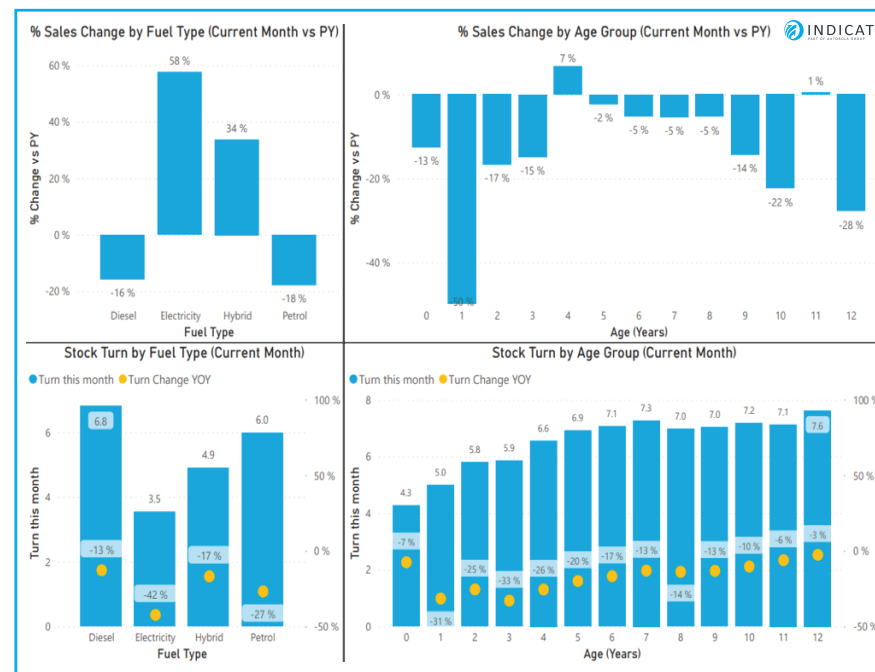 % Sales Change by Fuel Type (Current Month vs PY)
% Change vs PY
60 %
40 %
20 %
0 %
-20 %
58 %
34 %
-16 %
-18 %
Diesel Electricity Hybrid Petrol
Fuel Type
% Sales Change by Age Group (Current Month vs PY)
INDICAT
PART OF AUTOROLA GROUP
% Change vs PY
0 %
-20 %
-40 %
-13 %
-50 %
-17 %
-15 %
7 %
-2 %
-5 %
-5 %
-5 %
-14 %
-22 %
1 %
-28 %
0 1 2 3 4 5 6 7 8 9 10 11 12
Age (Years)
Stock Turn by Fuel Type (Current Month)
Turn this month Turn Change YOY
Turn this month
6
4
2
0
100 %
50 %
0 %
-50 %
6.8 3.5 4.9 6.0
-13 % -42 % -17 % -27 %
Diesel Electricity Hybrid Petrol
Fuel Type
Stock Turn by Age Group (Current Month)
Turn this month Turn Change YOY
Turn this month
8
6
4
2
0
100 %
50 %
0 %
-50 %
4.3 5.0 5.8 5.9 6.6 6.9 7.1 7.3 7.0 7.0 7.2 7.1 7.6
-7 % -31 % -25 % -33 % -26 % -20 % -17 % -13 % -14 % -13 % -10 % -6 % -3 %
0 1 2 3 4 5 6 7 8 9 10 11 12
Age (Years)